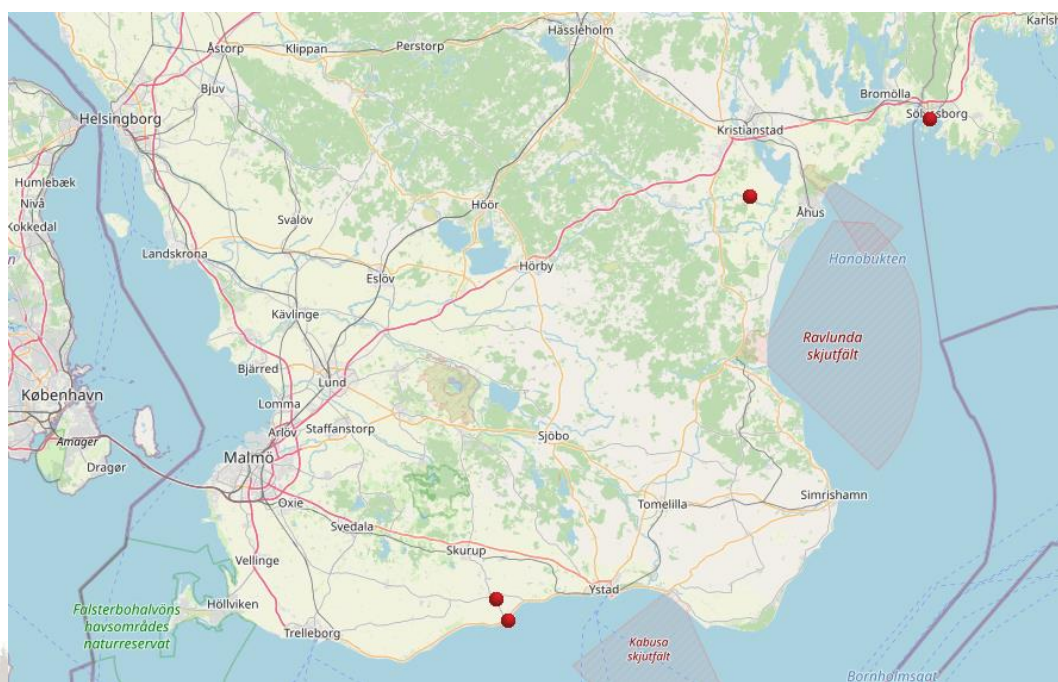 Hässleholm
Karlsh
Åstorp
Klippan
Perstorp
Bjuv
Bromölla
Helsingborg
Kristianstad
Humlebæk
Nivå
Kokkedal
Höör
Åhus
Svalöv
Landskrona
Hörby
Hanöbukten
Eslöv
Kävlinge
Ravlunda
skjutfält
Bjärred
Lund
København
Lomma
Amager
Arlöv
Staffanstorp
Sjöbo
Malmö
Dragør
Simrishamn
Oxie
Tomelilla
Svedala
Skurup
Vellinge
Ystad
Falsterbohalvöns
havsområdes
naturreservat
Höllviken
Trelleborg
Kabusa
skjutfält
Bornholmsgat